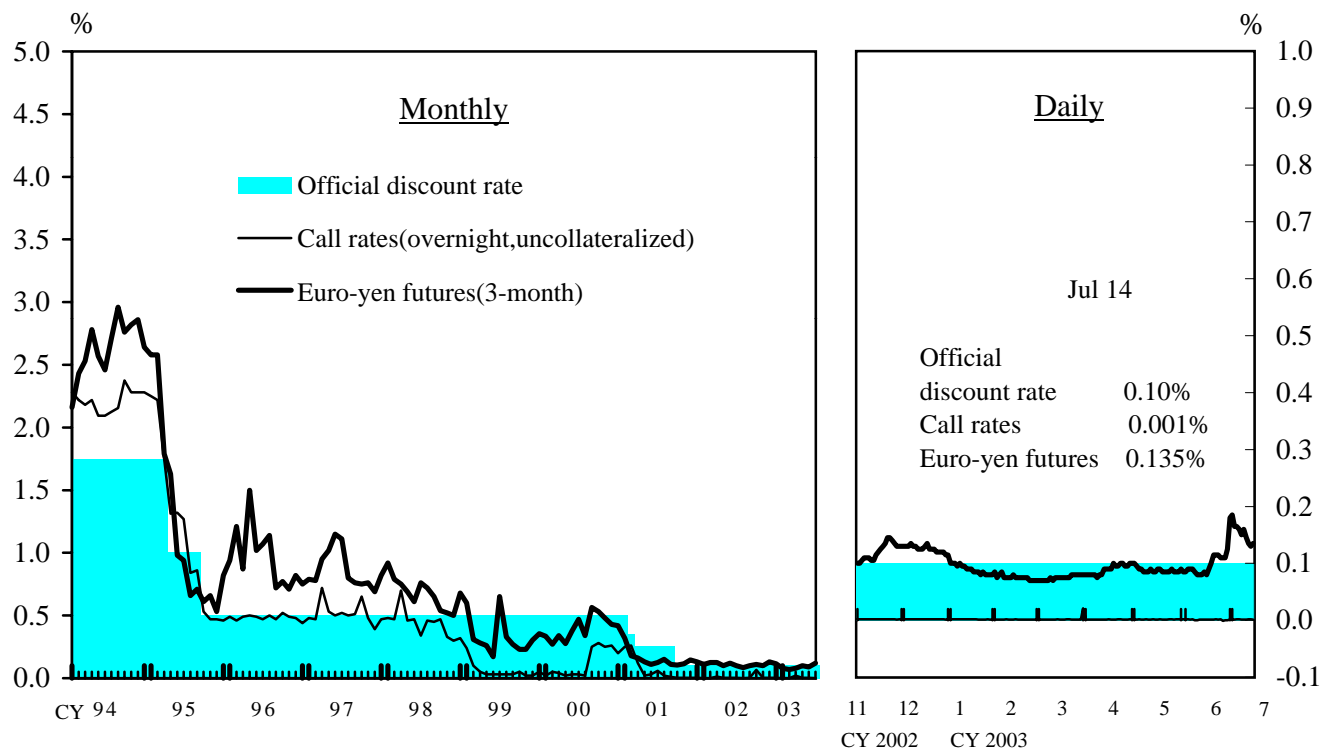 %
5.0
4.5
4.0
3.5
3.0
2.5
2.0
1.5
1.0
0.5
0.0
Monthly
Official discount rate
Call rates(overnight,uncollateralized)
Euro-yen futures(3-month)
CY 94 95 96 97 98 99 00 01 02 03
%
1.0
0.9
0.8
0.7
0.6
0.5
0.4
0.3
0.2
0.1
0.0
-0.1
Daily
Jul 14
Official
discount rate 0.10%
Call rates 0.001%
Euro-yen futures 0.135%
11 12 1 2 3 4 5 6 7
CY 2002 CY 2003